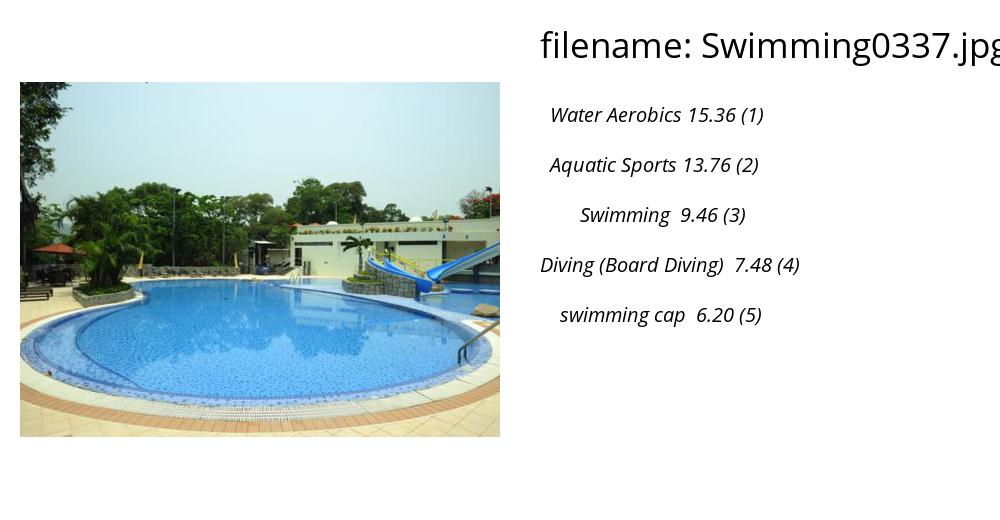 filename: Swimming0337.jpg
Water Aerobics 15.36 (1)
Aquatic Sports 13.76 (2)
Swimming 9.46 (3)
Diving (Board Diving) 7.48 (4)
swimming cap 6.20 (5)